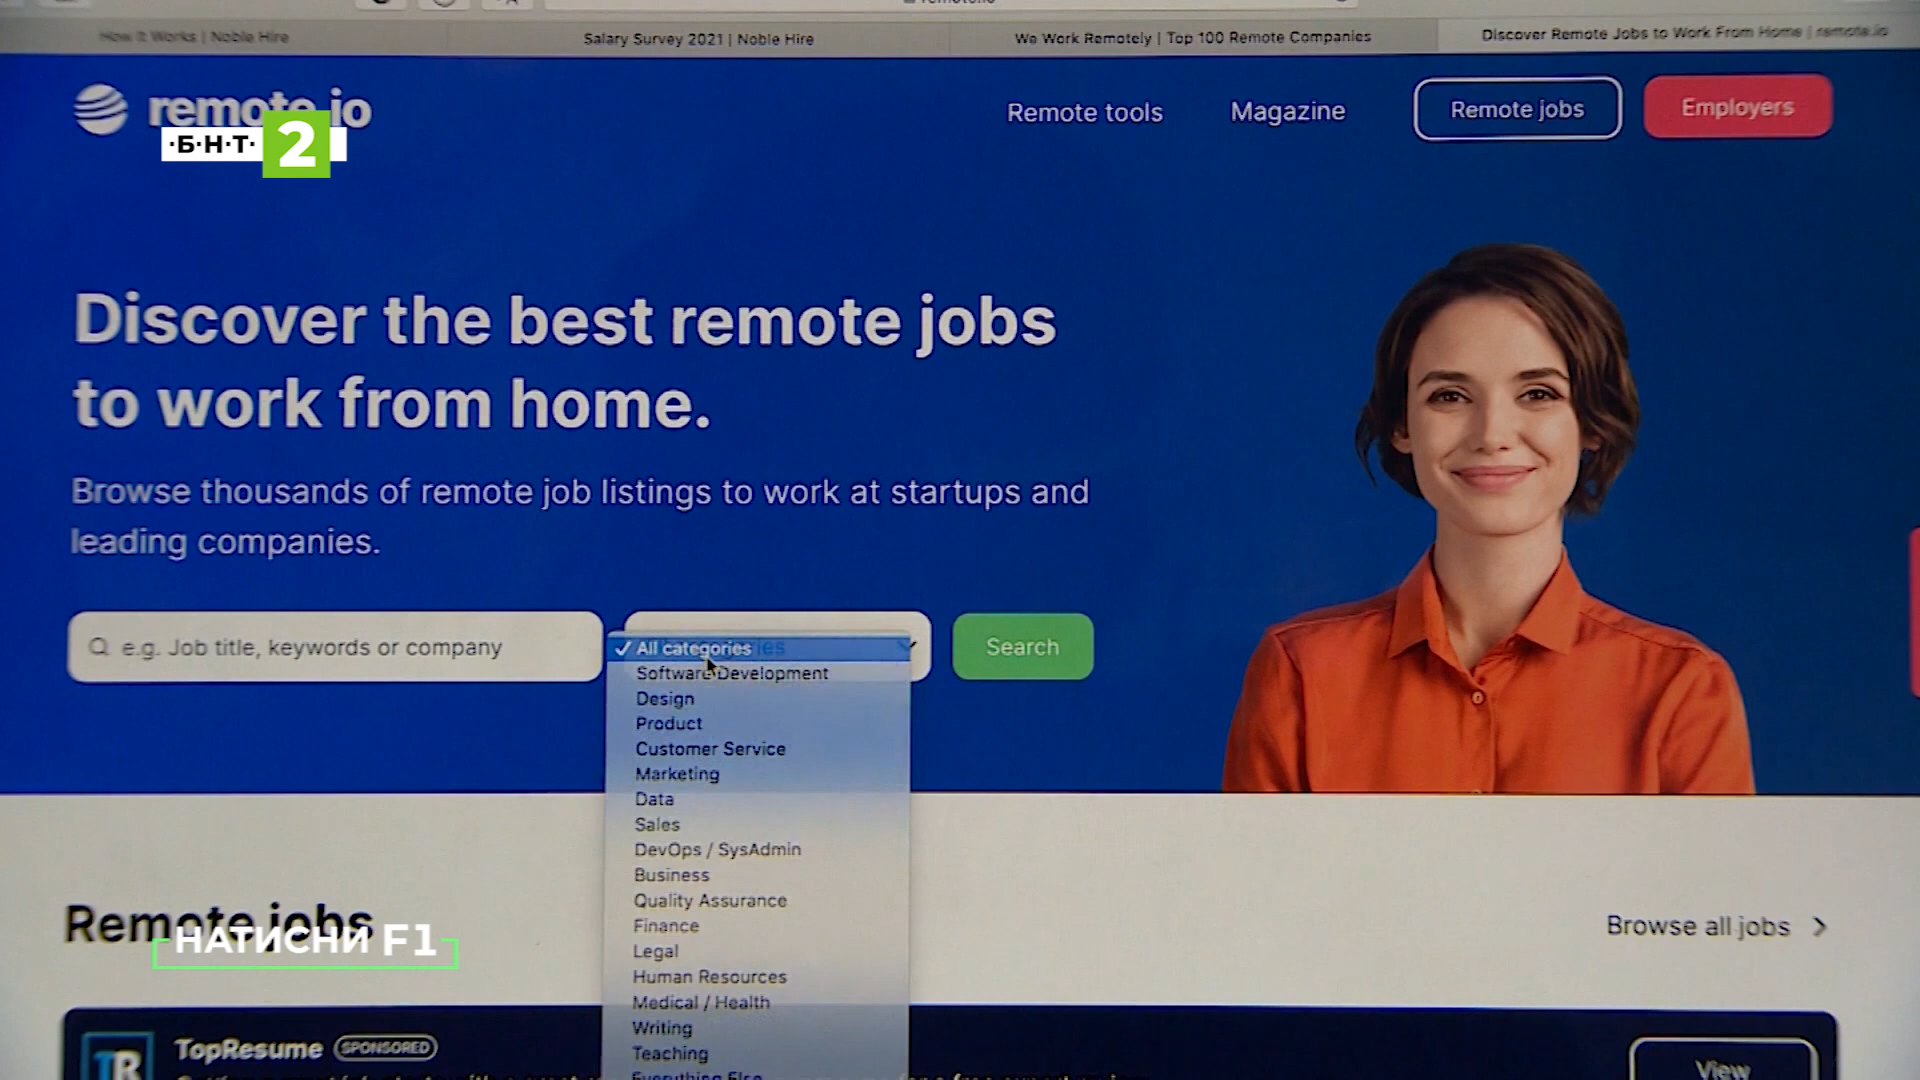 How It Works | Noble Hire
Salary Survey 2021 | Noble Hire
We Work Remotely | Top 100 Remote Companies
Discover Remote Jobs to Work From Home | remote.io
remote.io
Remote tools
Magazine
Remote jobs
Employers
·Б·Н·Т· 2
Discover the best remote jobs
to work from home.
Browse thousands of remote job listings to work at startups and
leading companies.
e.g. Job title, keywords or company
✓ All categories
Search
Software Development
Design
Product
Customer Service
Marketing
Data
Sales
DevOps / SysAdmin
Business
Quality Assurance
Finance
Legal
Human Resources
Medical / Health
Writing
Teaching
Everything Else
Remote jobs
Browse all jobs
НАТИСНИ F1
TR
TopResume
SPONSORED
View